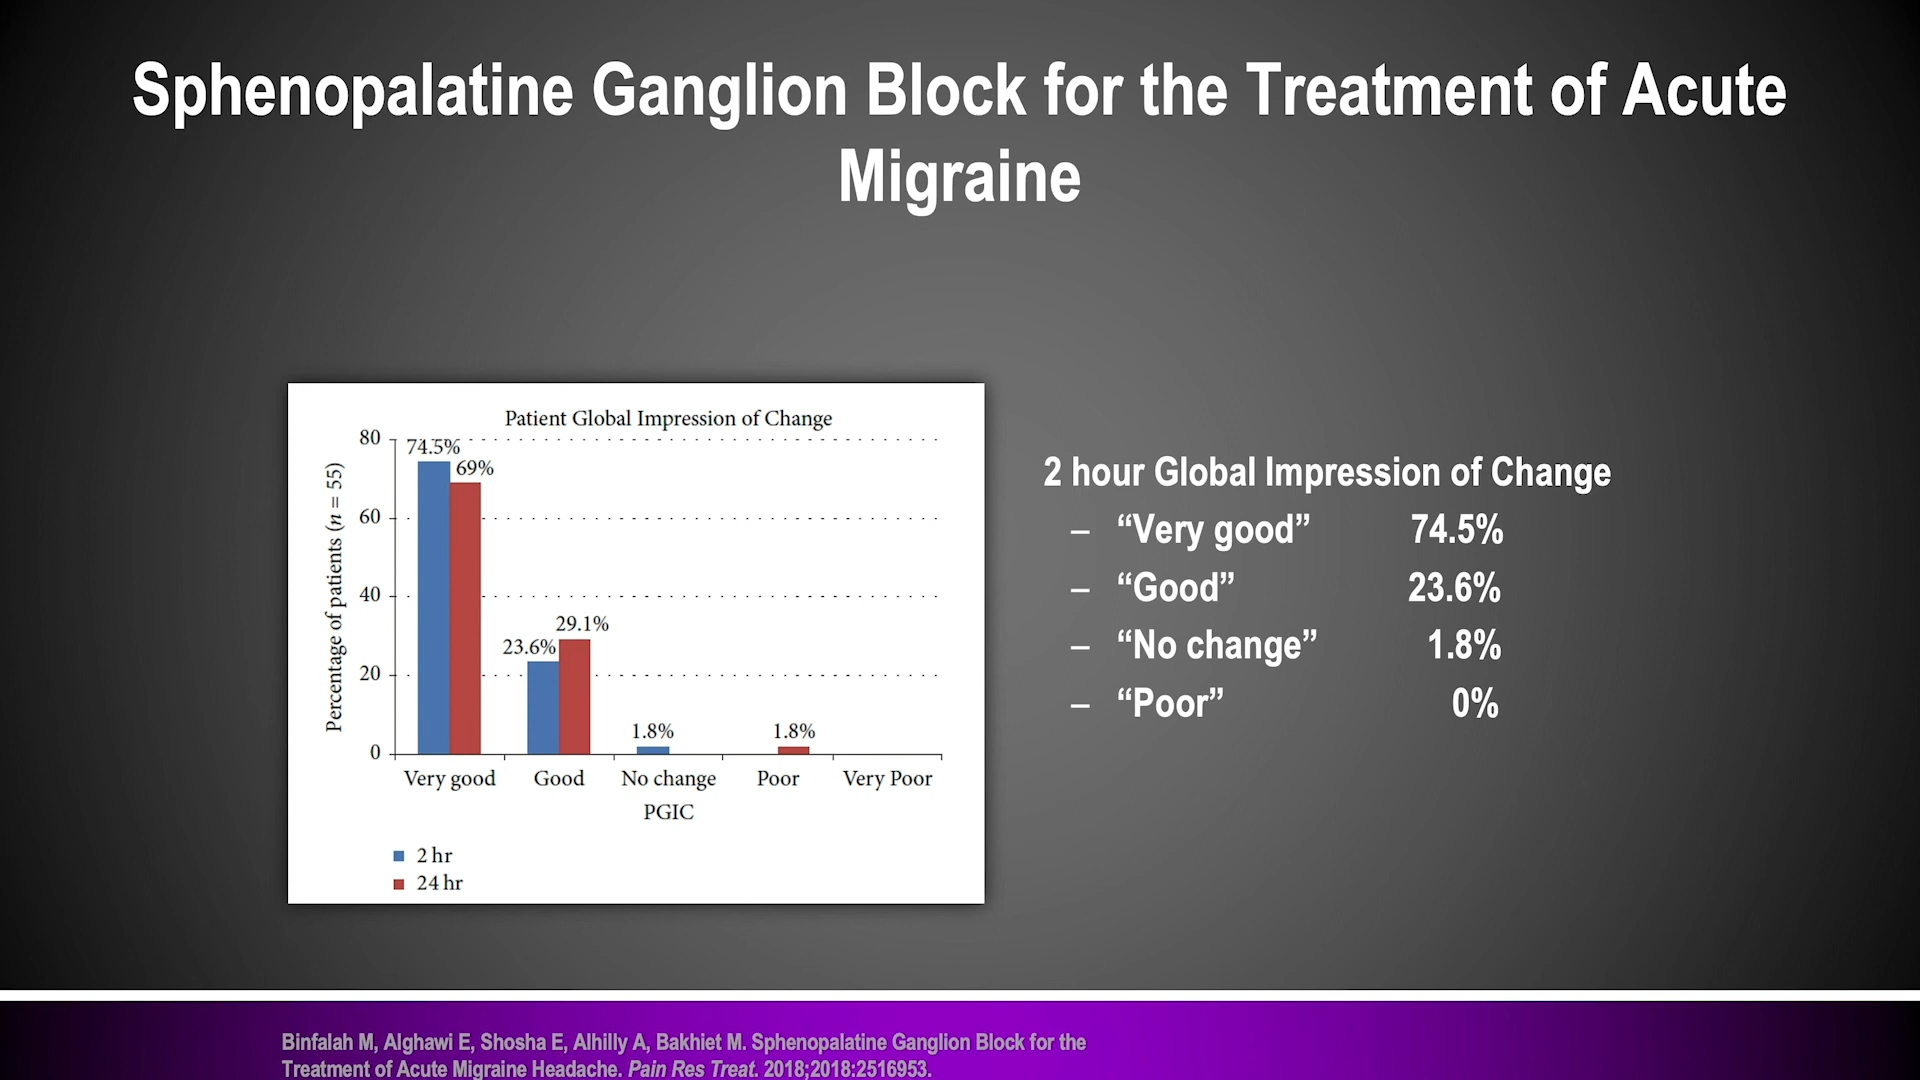 Sphenopalatine Ganglion Block for the Treatment of Acute
Migraine
Patient Global Impression of Change
Percentage of patients (n = 55)
80
60
40
20
0
74.5%
69%
23.6%
29.1%
1.8%
1.8%
Very good
Good
No change
Poor
Very Poor
PGIC
2 hr
24 hr
2 hour Global Impression of Change
– “Very good” 74.5%
– “Good” 23.6%
– “No change” 1.8%
– “Poor” 0%
Binfalah M, Alghawi E, Shosha E, Alhilly A, Bakhiet M. Sphenopalatine Ganglion Block for the
Treatment of Acute Migraine Headache. Pain Res Treat. 2018;2018:2516953.